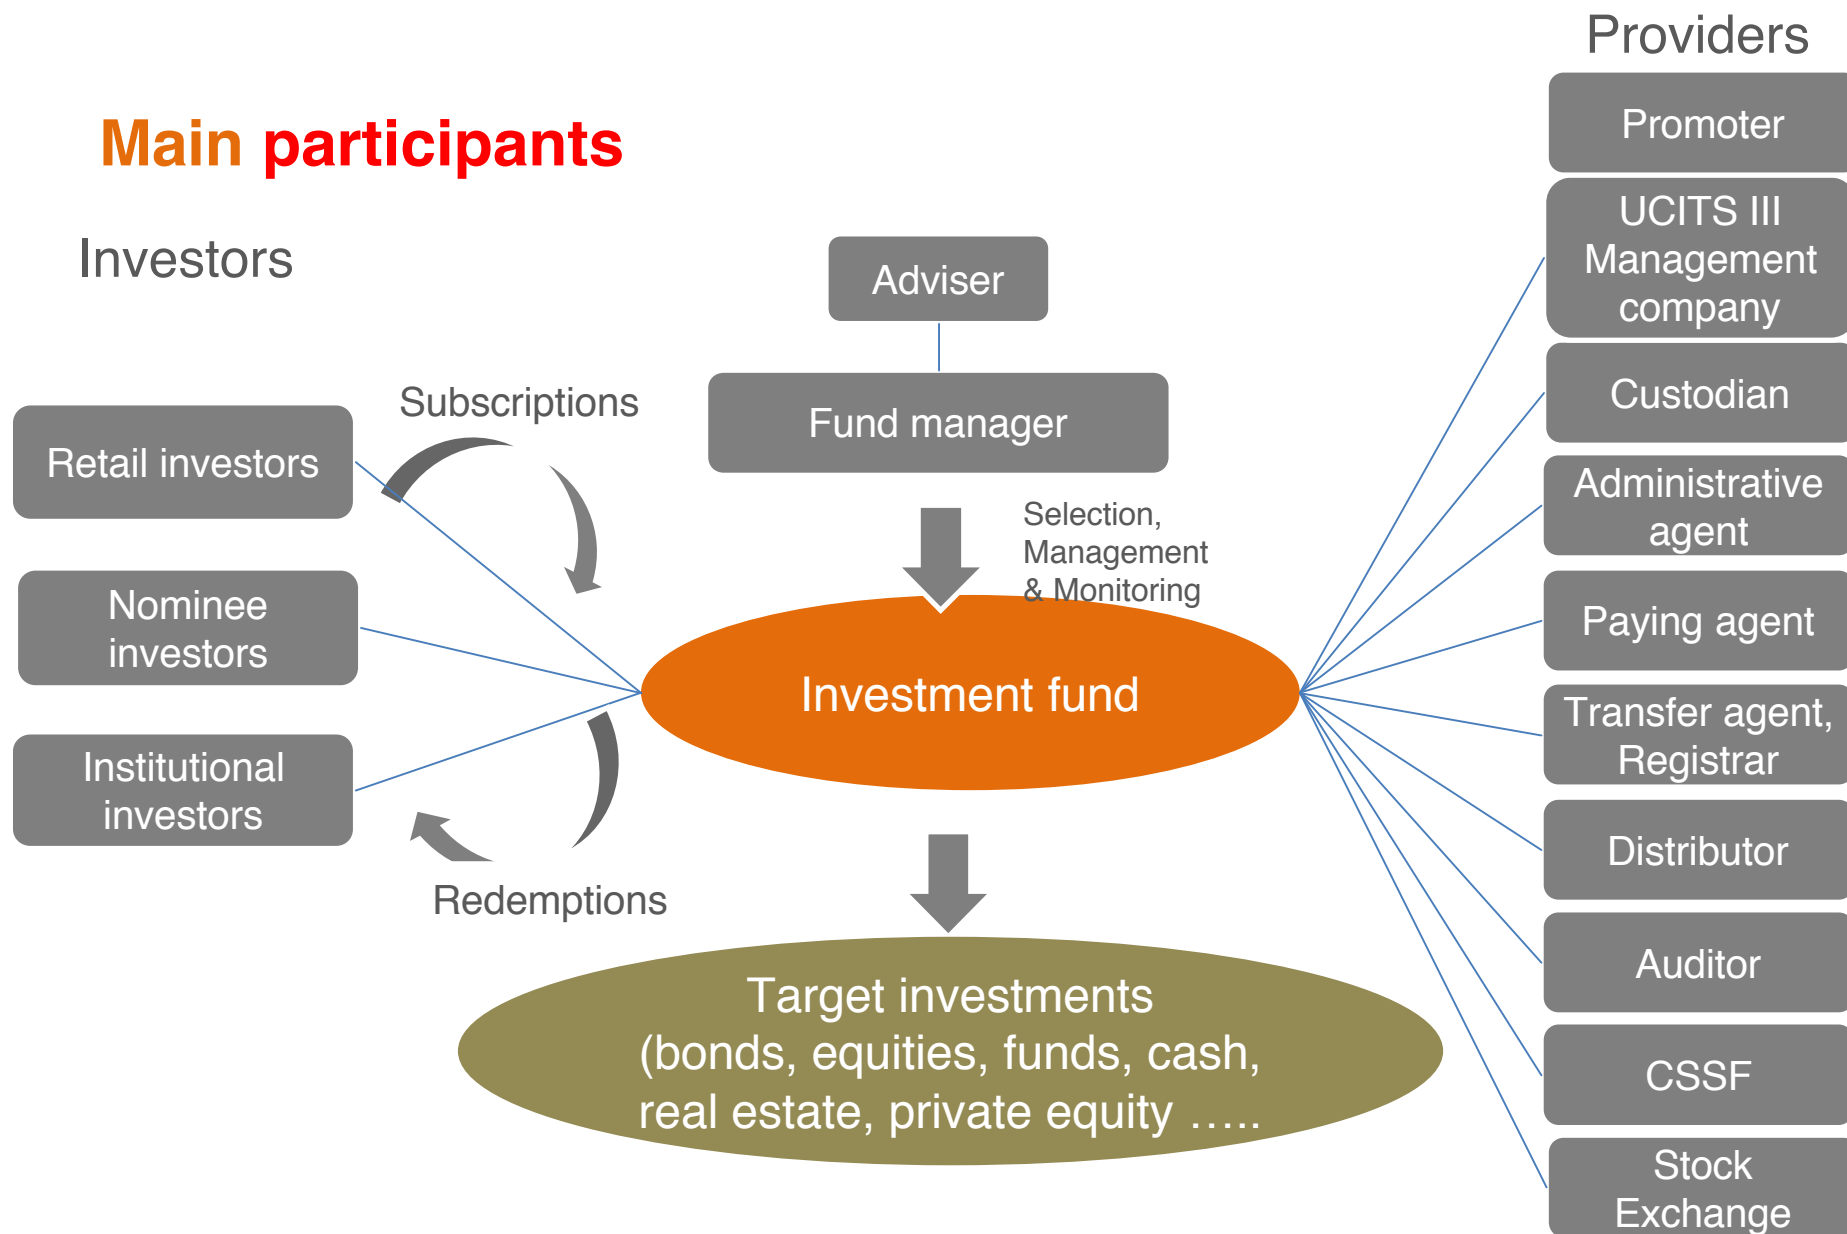 Main participants
Investors
Retail investors
Nominee
investors
Institutional
investors
Subscriptions
Redemptions
Adviser
Fund manager
Selection,
Management
& Monitoring
Investment fund
Target investments
(bonds, equities, funds, cash,
real estate, private equity …..
Providers
Promoter
UCITS III
Management
company
Custodian
Administrative
agent
Paying agent
Transfer agent,
Registrar
Distributor
Auditor
CSSF
Stock
Exchange